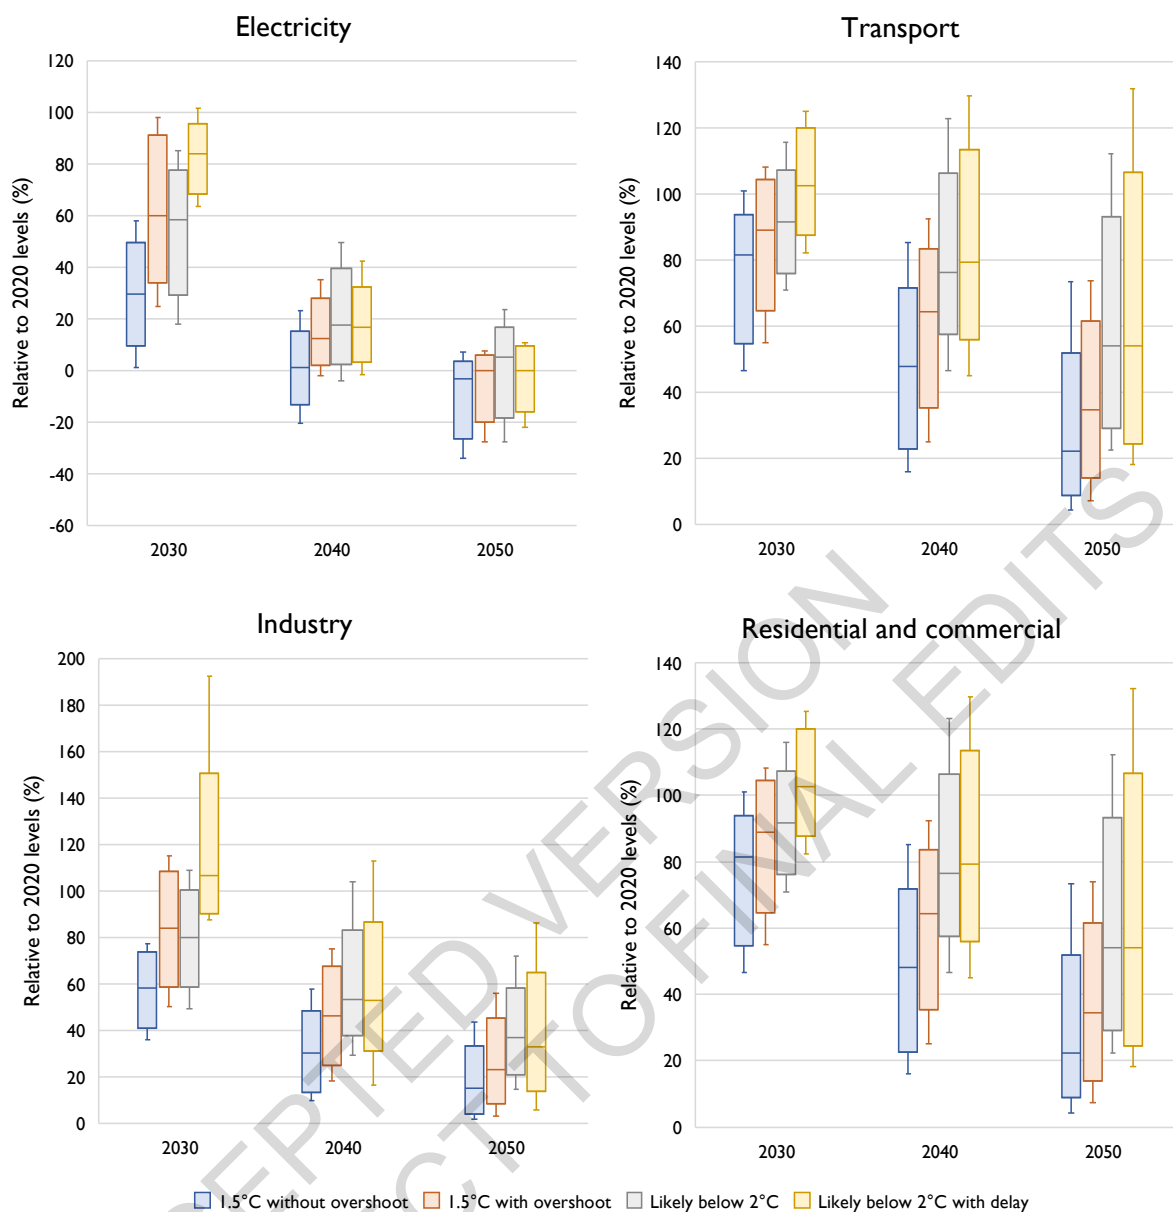 Electricity
Relative to 2020 levels (%)
120
100
80
60
40
20
0
-20
-40
-60
2030 2040 2050
Transport
Relative to 2020 levels (%)
140
120
100
80
60
40
20
0
2030 2040 2050
Industry
Relative to 2020 levels (%)
200
180
160
140
120
100
80
60
40
20
0
2030 2040 2050
Residential and commercial
Relative to 2020 levels (%)
140
120
100
80
60
40
20
0
2030 2040 2050
1.5°C without overshoot 1.5°C with overshoot Likely below 2°C Likely below 2°C with delay
CEPTED VERSION
CT TO FINAL EDITS